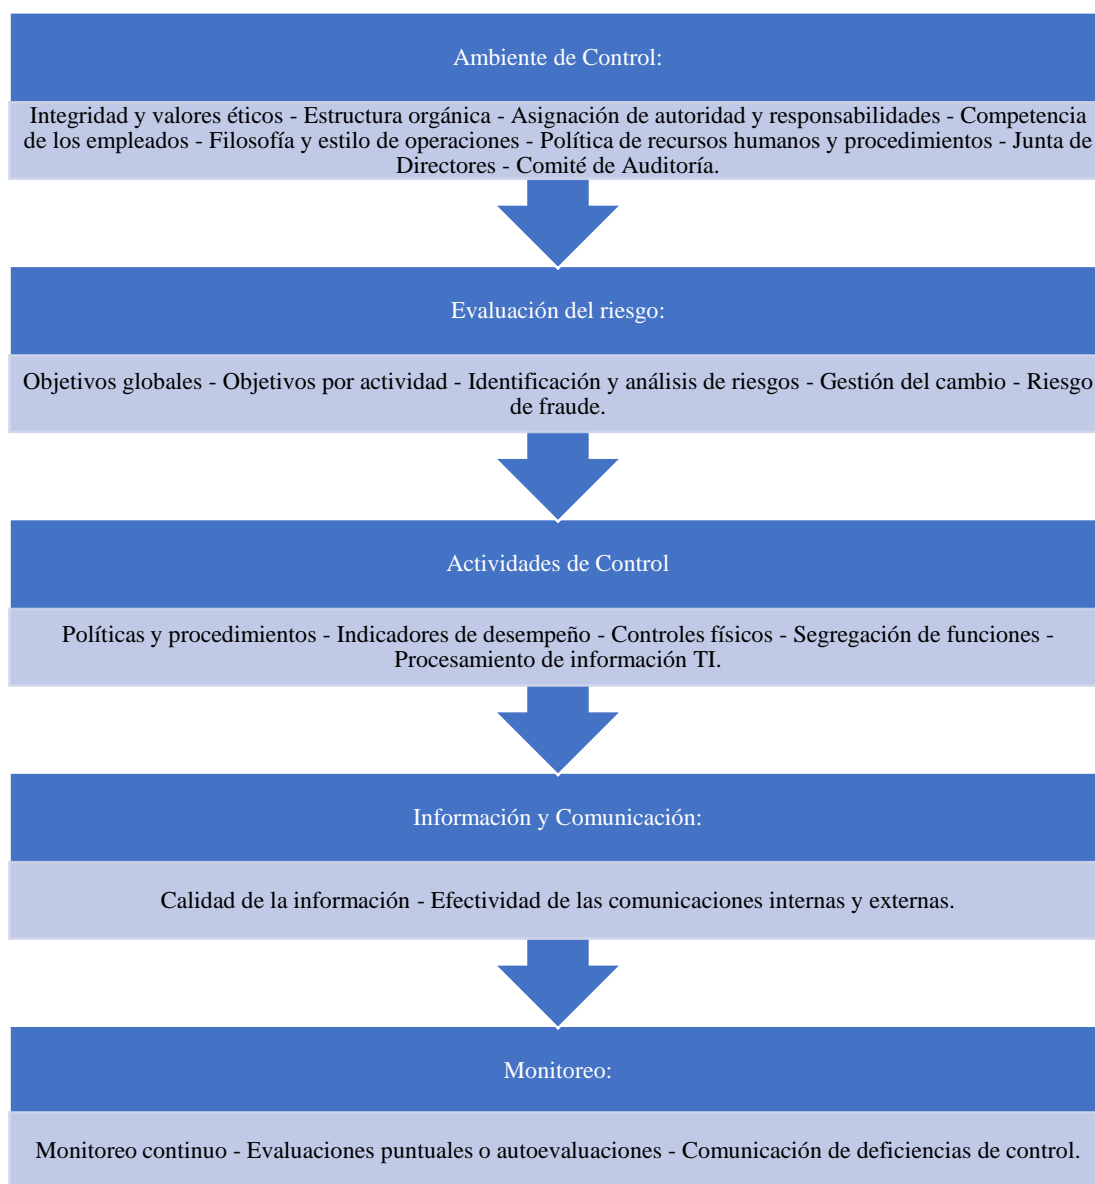 Ambiente de Control:
Integridad y valores éticos - Estructura orgánica - Asignación de autoridad y responsabilidades - Competencia
de los empleados - Filosofía y estilo de operaciones - Política de recursos humanos y procedimientos - Junta de
Directores - Comité de Auditoría.
Evaluación del riesgo:
Objetivos globales - Objetivos por actividad - Identificación y análisis de riesgos - Gestión del cambio - Riesgo
de fraude.
Actividades de Control
Políticas y procedimientos - Indicadores de desempeño - Controles físicos - Segregación de funciones -
Procesamiento de información TI.
Información y Comunicación:
Calidad de la información - Efectividad de las comunicaciones internas y externas.
Monitoreo:
Monitoreo continuo - Evaluaciones puntuales o autoevaluaciones - Comunicación de deficiencias de control.